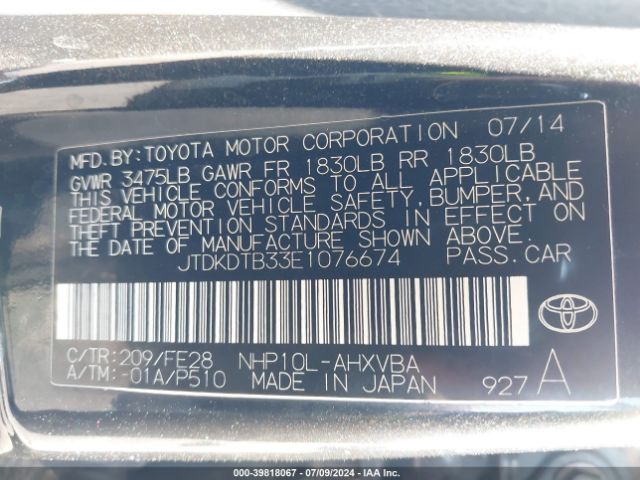 MFD. BY: TOYOTA MOTOR CORPORATION 07/14
GVWR 3475LB GAWR FR 1830LB RR 1830LB
THIS VEHICLE CONFORMS TO ALL APPLICABLE
FEDERAL MOTOR VEHICLE SAFETY, BUMPER, AND
THEFT PREVENTION STANDARDS IN EFFECT ON
THE DATE OF MANUFACTURE SHOWN ABOVE.
JTDKDTB33E1076674 PASS. CAR
C/TR: 209/FE28 NHP10L-AHXVBA
A/TM: -01A/P510 MADE IN JAPAN 927 A
TOYOTA
000-39818067 - 07/09/2024 - IAA Inc.